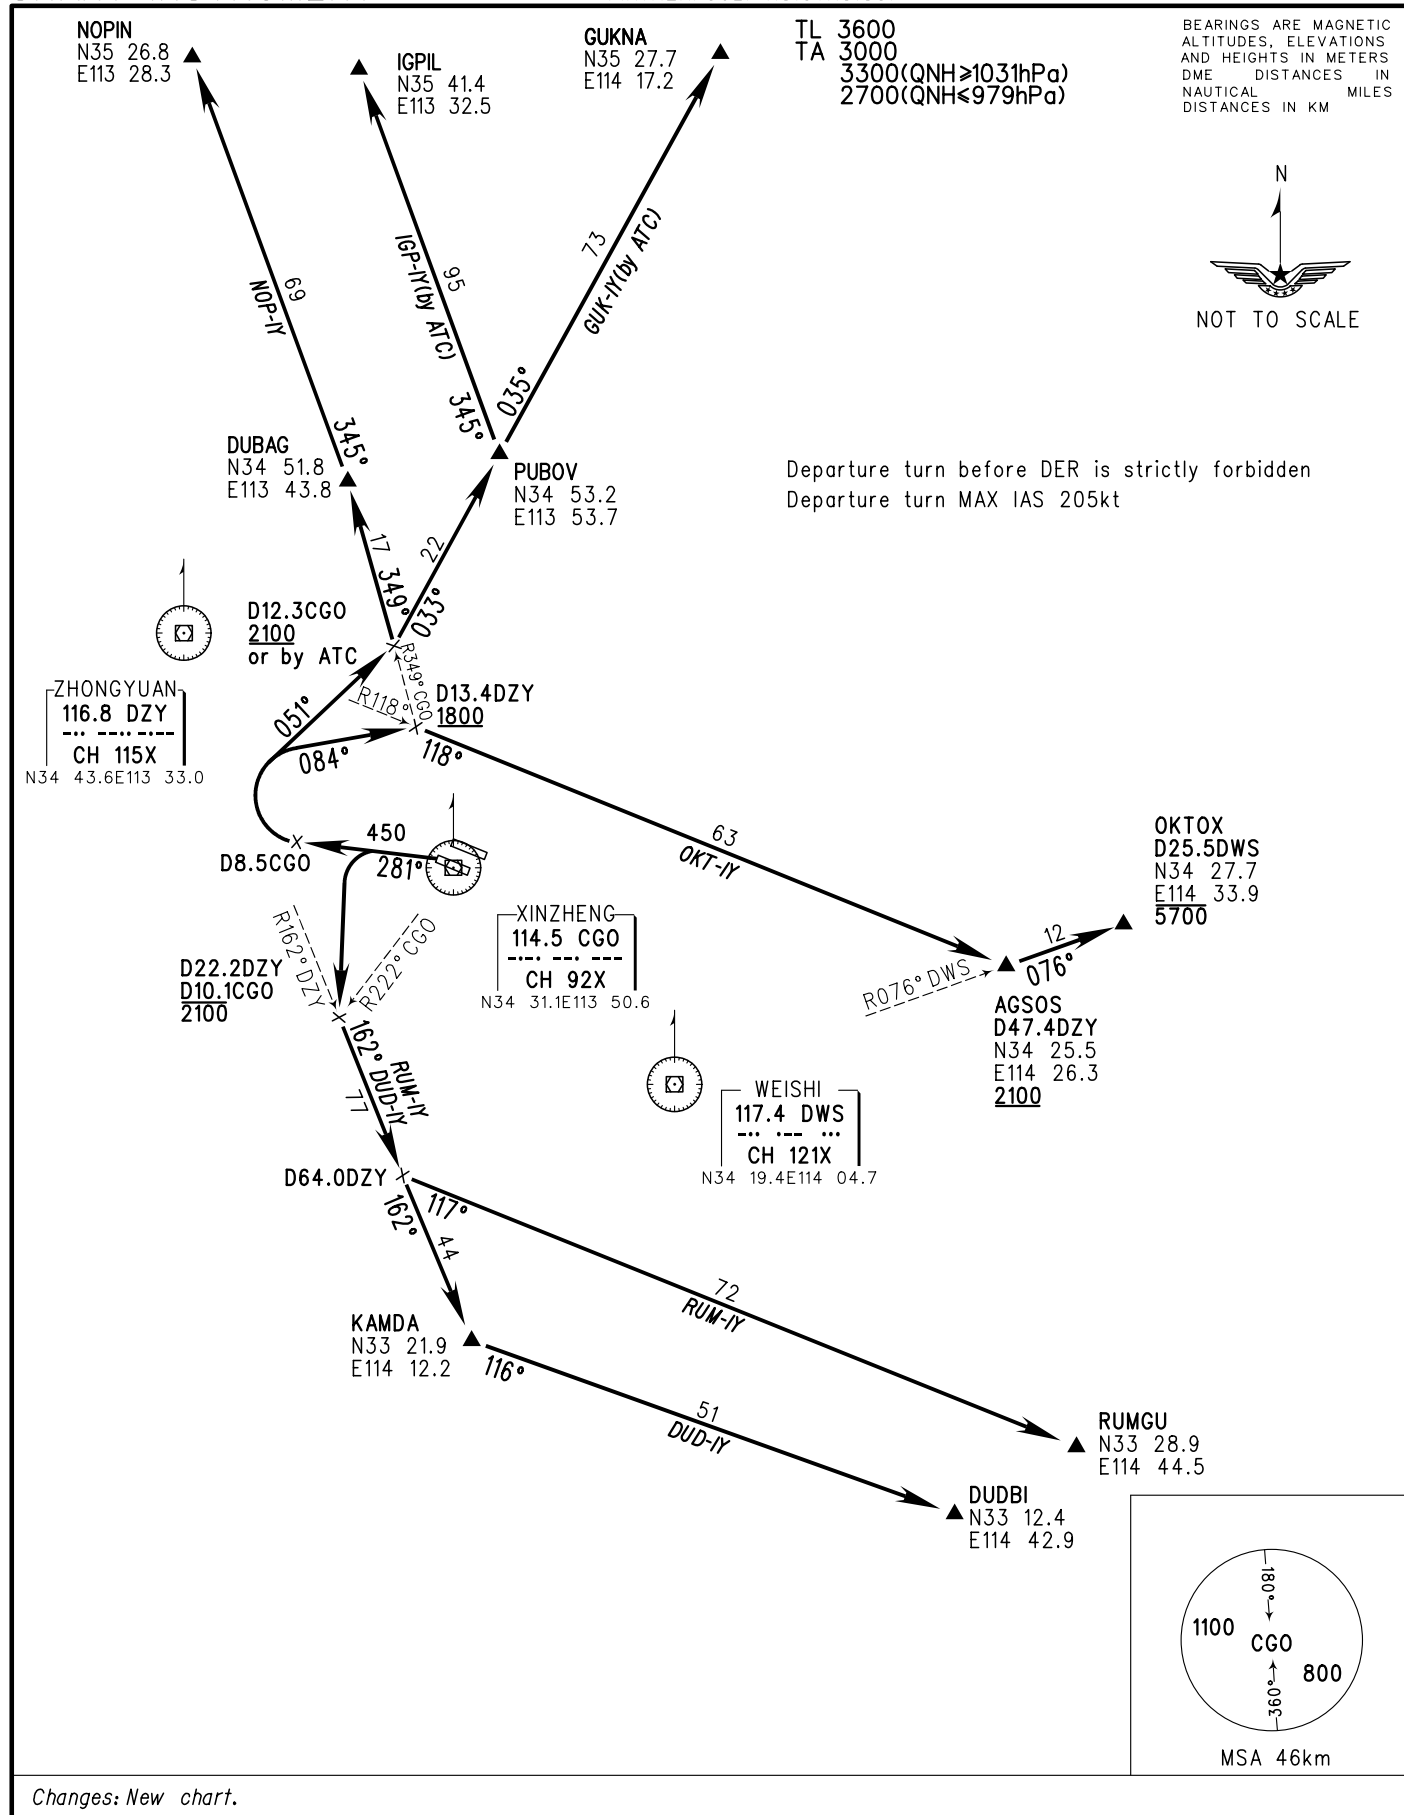 NOPIN
N35 26.8
E113 28.3
IGPIL
N35 41.4
E113 32.5
GUKNA
N35 27.7
E114 17.2
TL 3600
TA 3000
3300(QNH≥1031hPa)
2700(QNH≤979hPa)
BEARINGS ARE MAGNETIC
ALTITUDES, ELEVATIONS
AND HEIGHTS IN METERS
DME DISTANCES IN
NAUTICAL MILES
DISTANCES IN KM
N
NOT TO SCALE
69
NOP-IY
345°
95
IGP-IY(by ATC)
345°
73
GUK-IY(by ATC)
035°
DUBAG
N34 51.8
E113 43.8
PUBOV
N34 53.2
E113 53.7
Departure turn before DER is strictly forbidden
Departure turn MAX IAS 205kt
17
349°
22
033°
D12.3CGO
2100
or by ATC
R349°CGO
R118°
D13.4DZY
1800
ZHONGYUAN
116.8 DZY
-·· --·· -·--
CH 115X
N34 43.6E113 33.0
051°
084°
118°
63
OKT-IY
450
281°
D8.5CGO
OKTOX
D25.5DWS
N34 27.7
E114 33.9
5700
12
076°
R076°DWS
AGSOS
D47.4DZY
N34 25.5
E114 26.3
2100
XINZHENG
114.5 CGO
-·-· --· ---
CH 92X
N34 31.1E113 50.6
R162°DZY
R222°CGO
D22.2DZY
D10.1CGO
2100
162°
RUM-IY
DUD-IY
77
WEISHI
117.4 DWS
-·· ·-- ···
CH 121X
N34 19.4E114 04.7
D64.0DZY
162°
117°
44
72
RUM-IY
KAMDA
N33 21.9
E114 12.2
116°
51
DUD-IY
RUMGU
N33 28.9
E114 44.5
DUDBI
N33 12.4
E114 42.9
180°
1100
CGO
800
360°
MSA 46km
Changes: New chart.